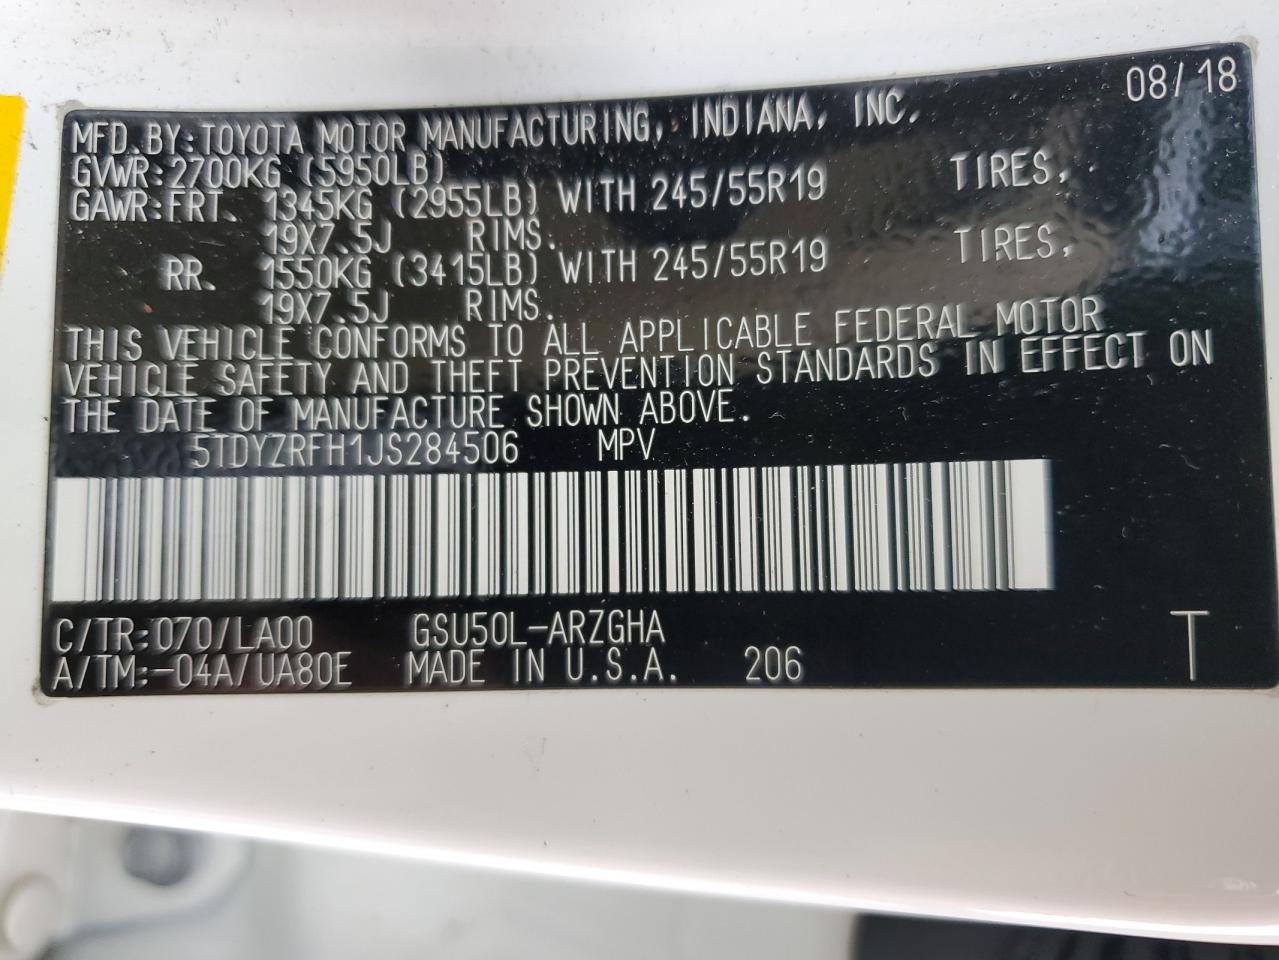 08/18
MFD.BY:TOYOTA MOTOR MANUFACTURING, INDIANA, INC.
GVWR:2700KG (5950LB)
GAWR:FRT. 1345KG (2955LB) WITH 245/55R19 TIRES,
19X7.5J RIMS.
RR. 1550KG (3415LB) WITH 245/55R19 TIRES,
19X7.5J RIMS.
THIS VEHICLE CONFORMS TO ALL APPLICABLE FEDERAL MOTOR
VEHICLE SAFETY AND THEFT PREVENTION STANDARDS IN EFFECT ON
THE DATE OF MANUFACTURE SHOWN ABOVE.
5TDYZRFH1JS284506 MPV
C/TR:070/LA00 GSU50L-ARZGHA
A/TM:-04A/UA80E MADE IN U.S.A. 206 T